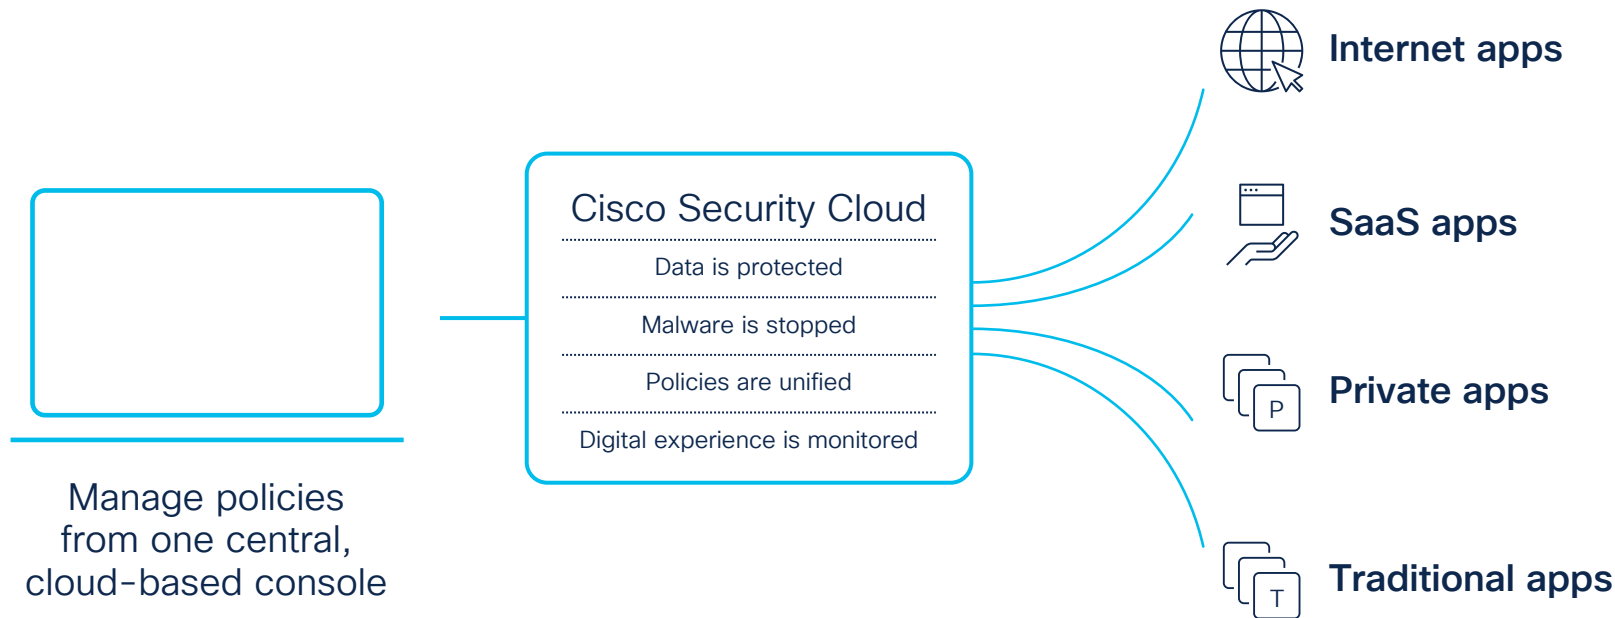 Manage policies
from one central,
cloud-based console
Cisco Security Cloud
Data is protected
Malware is stopped
Policies are unified
Digital experience is monitored
Internet apps
SaaS apps
P
Private apps
T
Traditional apps